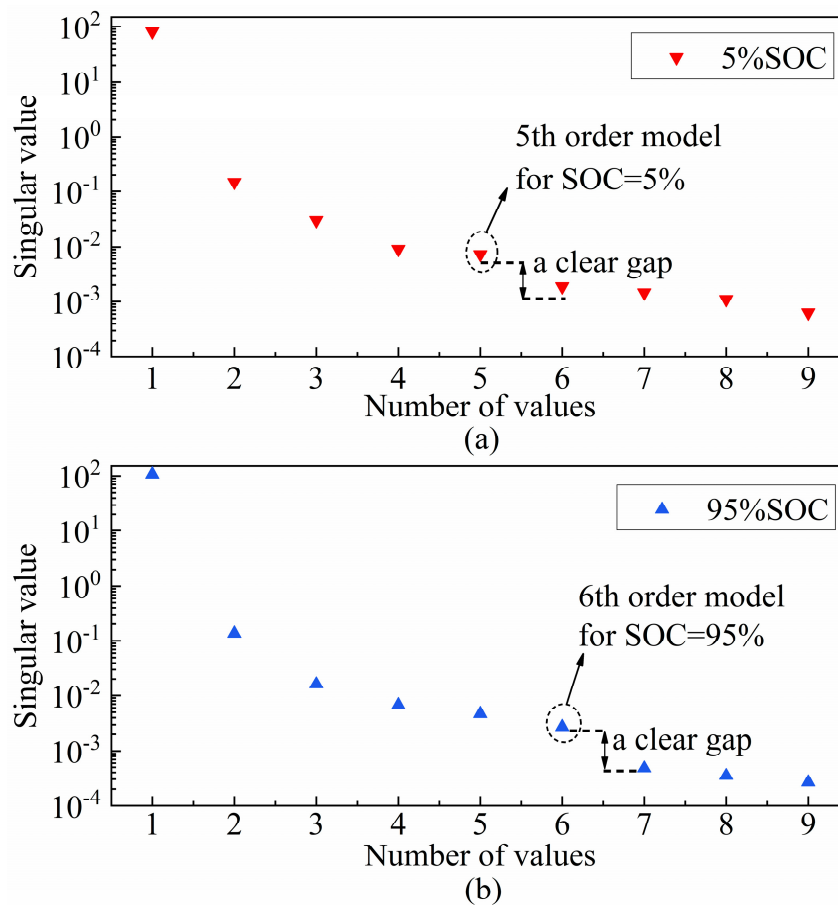 10^2
10^1
10^0
10^-1
10^-2
10^-3
10^-4
Singular value
5%SOC
5th order model
for SOC=5%
a clear gap
1 2 3 4 5 6 7 8 9
Number of values
(a)
10^2
10^1
10^0
10^-1
10^-2
10^-3
10^-4
Singular value
95%SOC
6th order model
for SOC=95%
a clear gap
1 2 3 4 5 6 7 8 9
Number of values
(b)